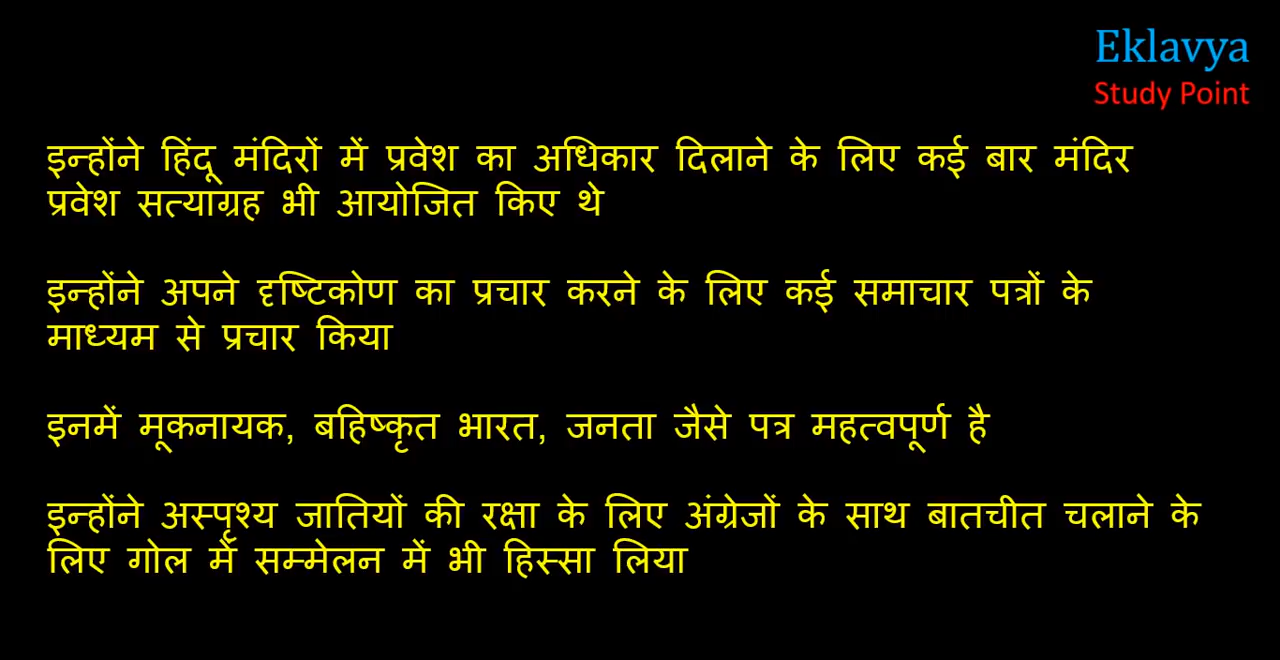 Eklavya
Study Point
इन्होंने हिंदू मंदिरों में प्रवेश का अधिकार दिलाने के लिए कई बार मंदिर
प्रवेश सत्याग्रह भी आयोजित किए थे
इन्होंने अपने दृष्टिकोण का प्रचार करने के लिए कई समाचार पत्रों के
माध्यम से प्रचार किया
इनमें मूकनायक, बहिष्कृत भारत, जनता जैसे पत्र महत्वपूर्ण है
इन्होंने अस्पृश्य जातियों की रक्षा के लिए अंग्रेजों के साथ बातचीत चलाने के
लिए गोल में सम्मेलन में भी हिस्सा लिया